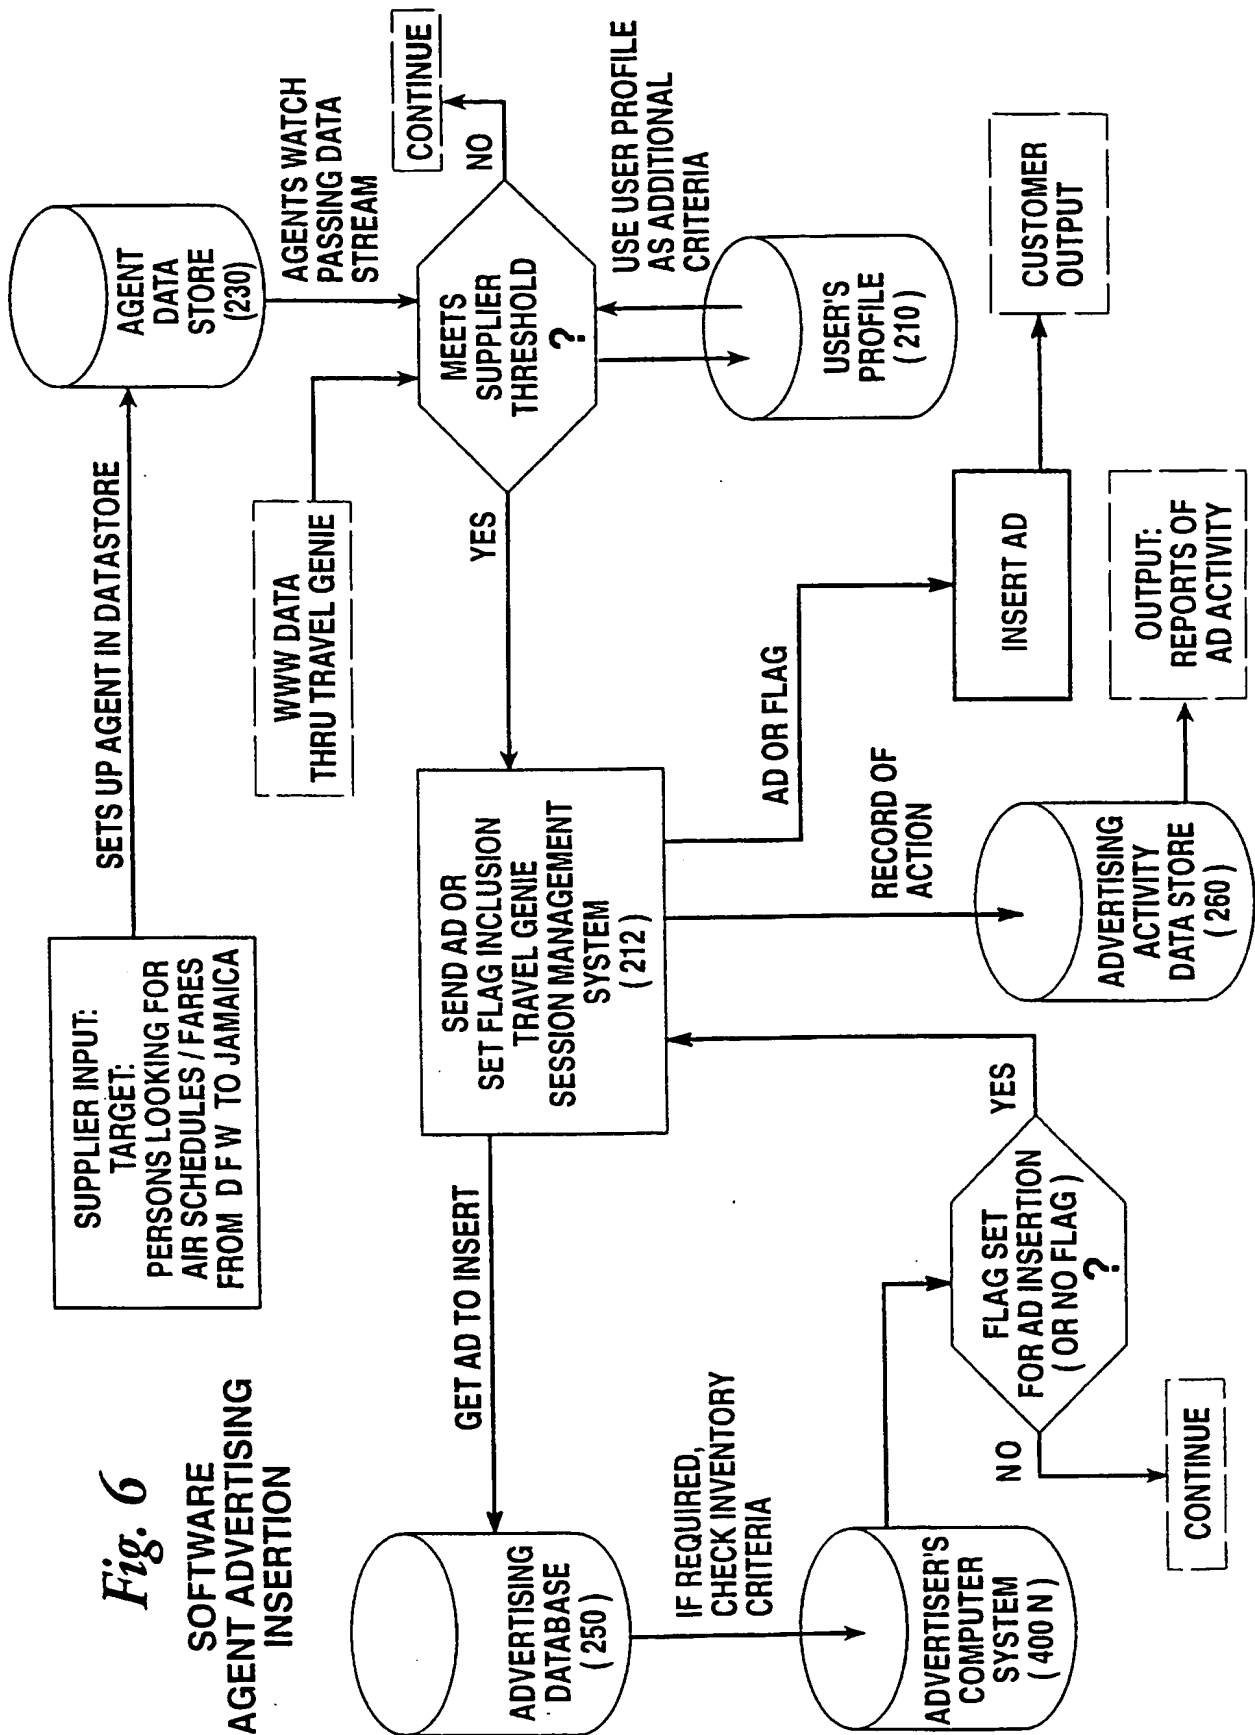 Fig. 6
SOFTWARE
AGENT ADVERTISING
INSERTION
SUPPLIER INPUT:
TARGET:
PERSONS LOOKING FOR
AIR SCHEDULES / FARES
FROM D F W TO JAMAICA
SETS UP AGENT IN DATASTORE
AGENT
DATA
STORE
(230)
AGENTS WATCH
PASSING DATA
STREAM
WWW DATA
THRU TRAVEL GENIE
MEETS
SUPPLIER
THRESHOLD
?
NO
CONTINUE
YES
USE USER PROFILE
AS ADDITIONAL
CRITERIA
USER'S
PROFILE
( 210 )
SEND AD OR
SET FLAG INCLUSION
TRAVEL GENIE
SESSION MANAGEMENT
SYSTEM
( 212 )
GET AD TO INSERT
ADVERTISING
DATABASE
( 250 )
IF REQUIRED,
CHECK INVENTORY
CRITERIA
ADVERTISER'S
COMPUTER
SYSTEM
( 400 N )
FLAG SET
FOR AD INSERTION
( OR NO FLAG )
?
NO
CONTINUE
YES
RECORD OF
ACTION
ADVERTISING
ACTIVITY
DATA STORE
( 260 )
OUTPUT:
REPORTS OF
AD ACTIVITY
AD OR FLAG
INSERT AD
CUSTOMER
OUTPUT